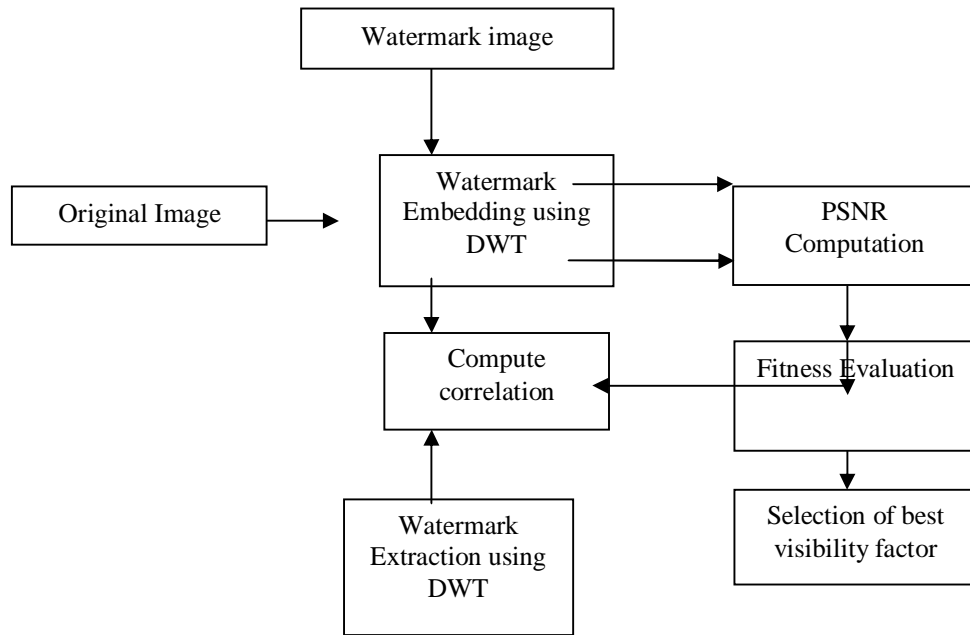 Watermark image
Original Image
Watermark
Embedding using
DWT
PSNR
Computation
Compute
correlation
Fitness Evaluation
Watermark
Extraction using
DWT
Selection of best
visibility factor